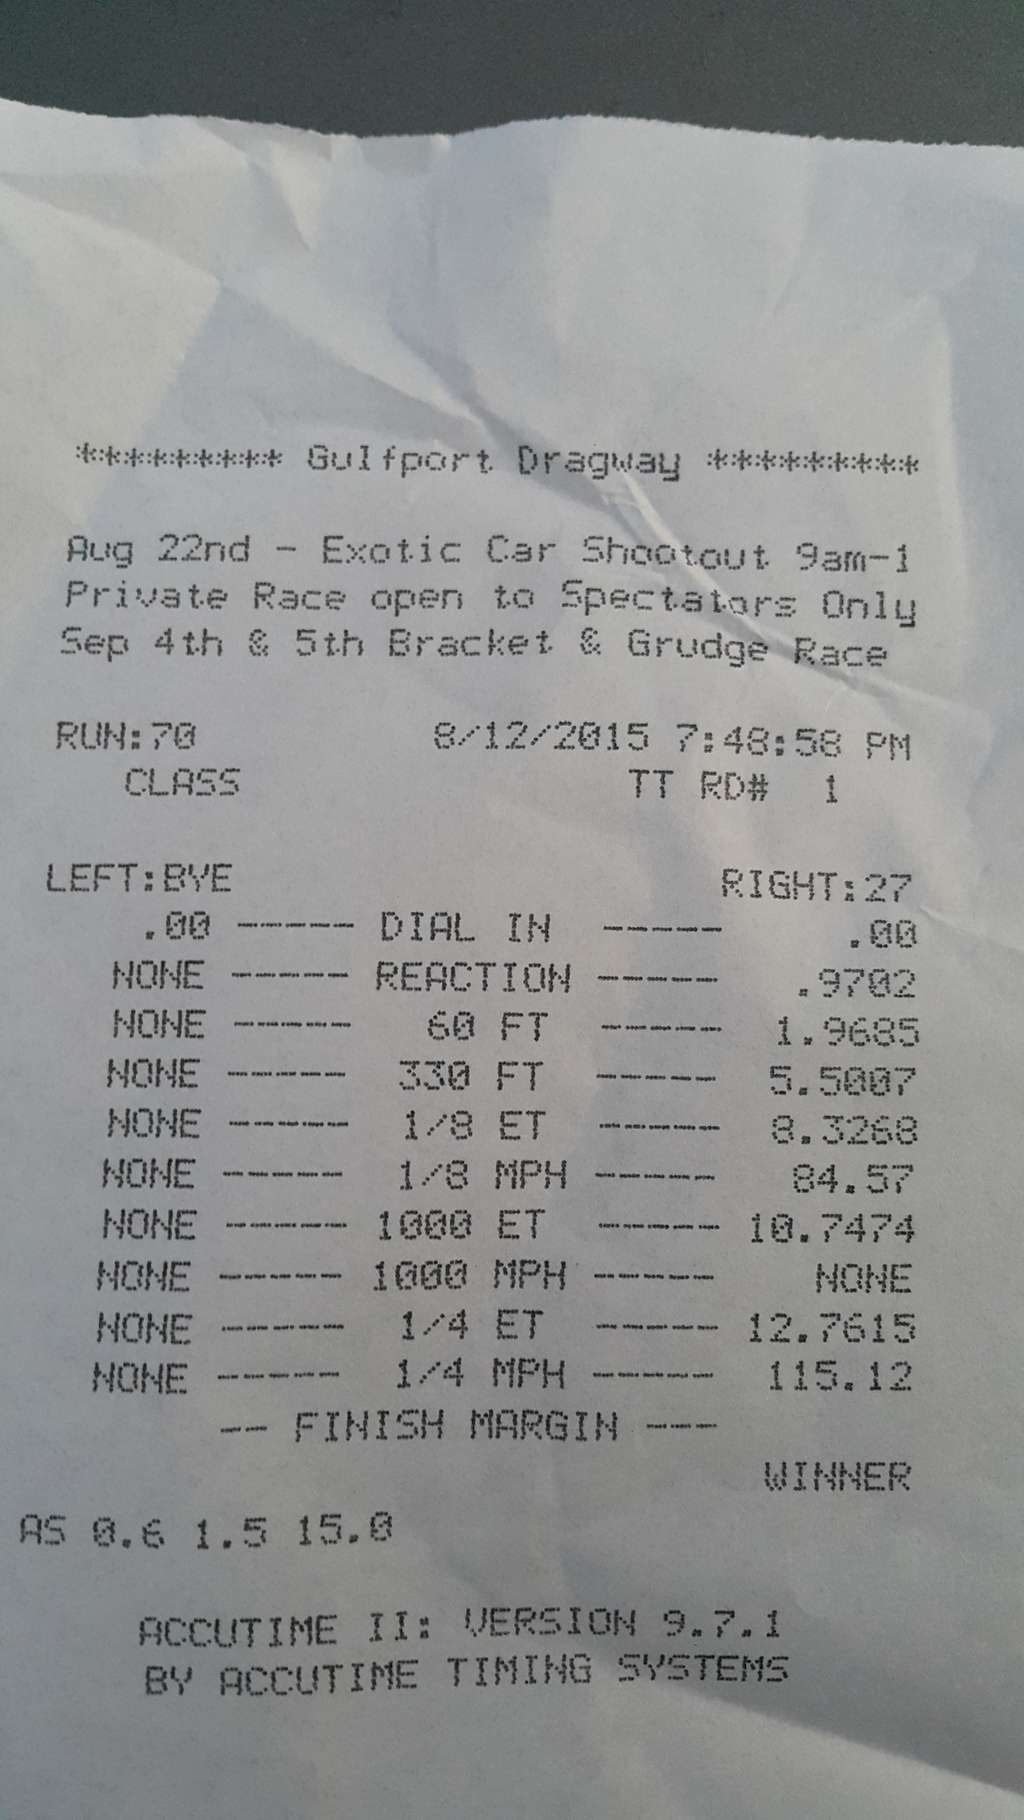 ********* Gulfport Dragway *********
Aug 22nd - Exotic Car Shootout 9am-1
Private Race open to Spectators Only
Sep 4th & 5th Bracket & Grudge Race
RUN:70 8/12/2015 7:48:58 PM
CLASS TT RD# 1
LEFT:BYE RIGHT:27
.00 ----- DIAL IN ----- .00
NONE ----- REACTION ----- .9702
NONE ----- 60 FT ----- 1.9685
NONE ----- 330 FT ----- 5.5007
NONE ----- 1/8 ET ----- 8.3268
NONE ----- 1/8 MPH ----- 84.57
NONE ----- 1000 ET ----- 10.7474
NONE ----- 1000 MPH ----- NONE
NONE ----- 1/4 ET ----- 12.7615
NONE ----- 1/4 MPH ----- 115.12
-- FINISH MARGIN ---
WINNER
AS 0.6 1.5 15.0
ACCUTIME II: VERSION 9.7.1
BY ACCUTIME TIMING SYSTEMS